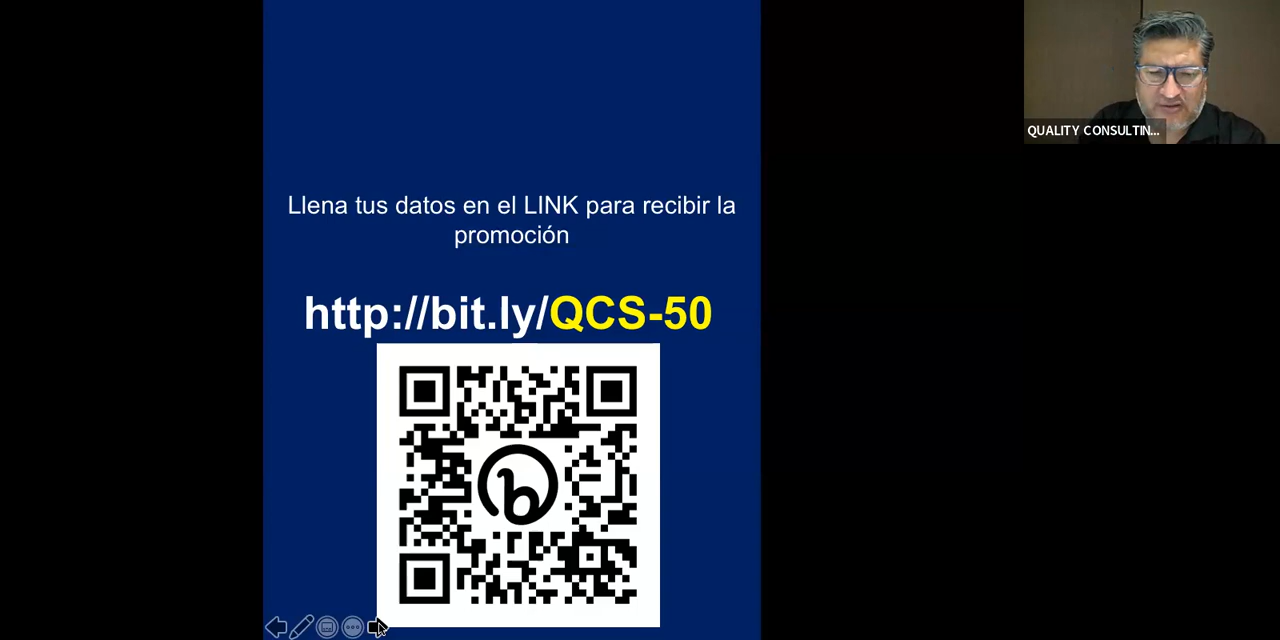 Llena tus datos en el LINK para recibir la
promoción
http://bit.ly/QCS-50
QUALITY CONSULTIN...